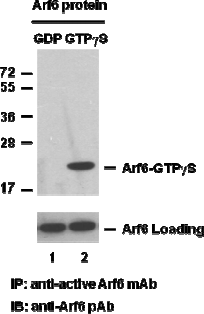 Arf6 protein
GDP GTPγS
72
55
36
28
Arf6-GTPγS
17
Arf6 Loading
1 2
IP: anti-active Arf6 mAb
IB: anti-Arf6 pAb